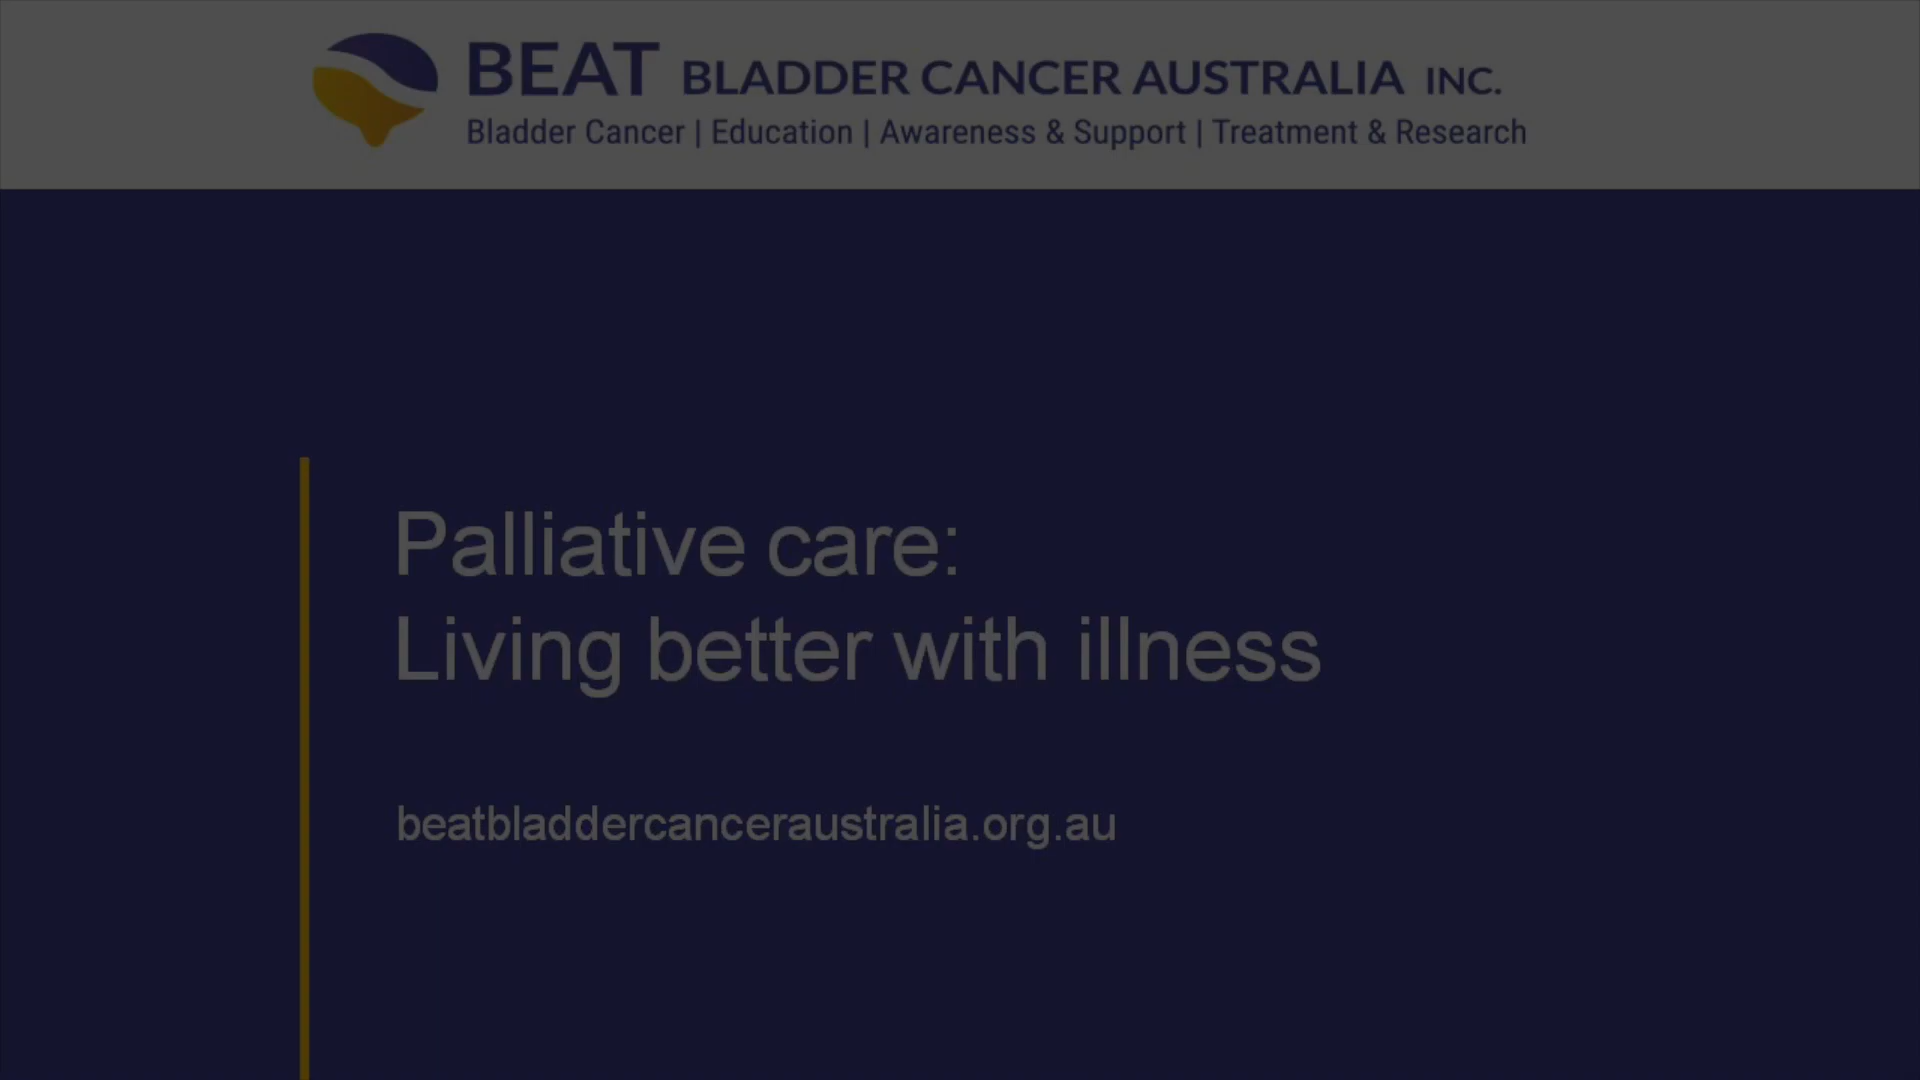 BEAT BLADDER CANCER AUSTRALIA INC.
Bladder Cancer | Education | Awareness & Support | Treatment & Research
Palliative care:
Living better with illness
beatbladdercanceraustralia.org.au